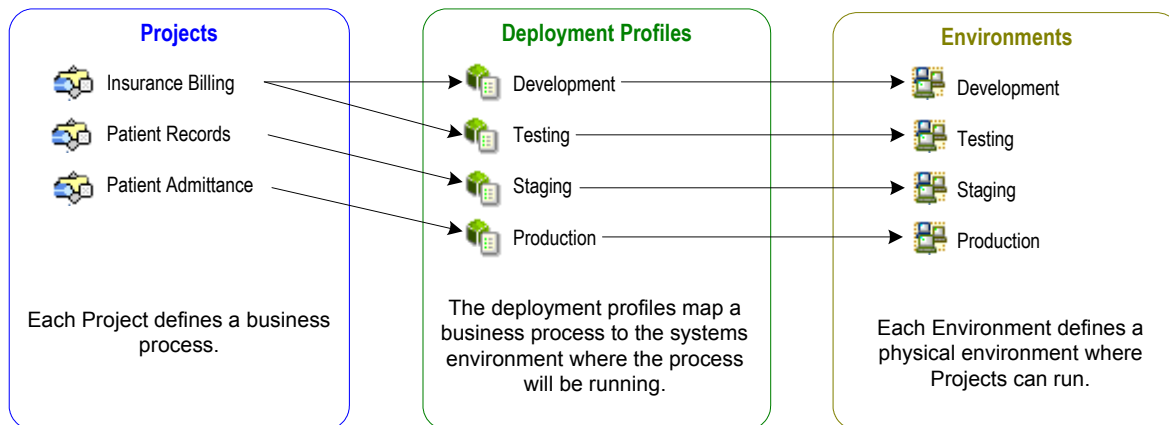 Projects
Insurance Billing
Patient Records
Patient Admittance
Each Project defines a business
process.
Deployment Profiles
Development
Testing
Staging
Production
The deployment profiles map a
business process to the systems
environment where the process
will be running.
Environments
Development
Testing
Staging
Production
Each Environment defines a
physical environment where
Projects can run.